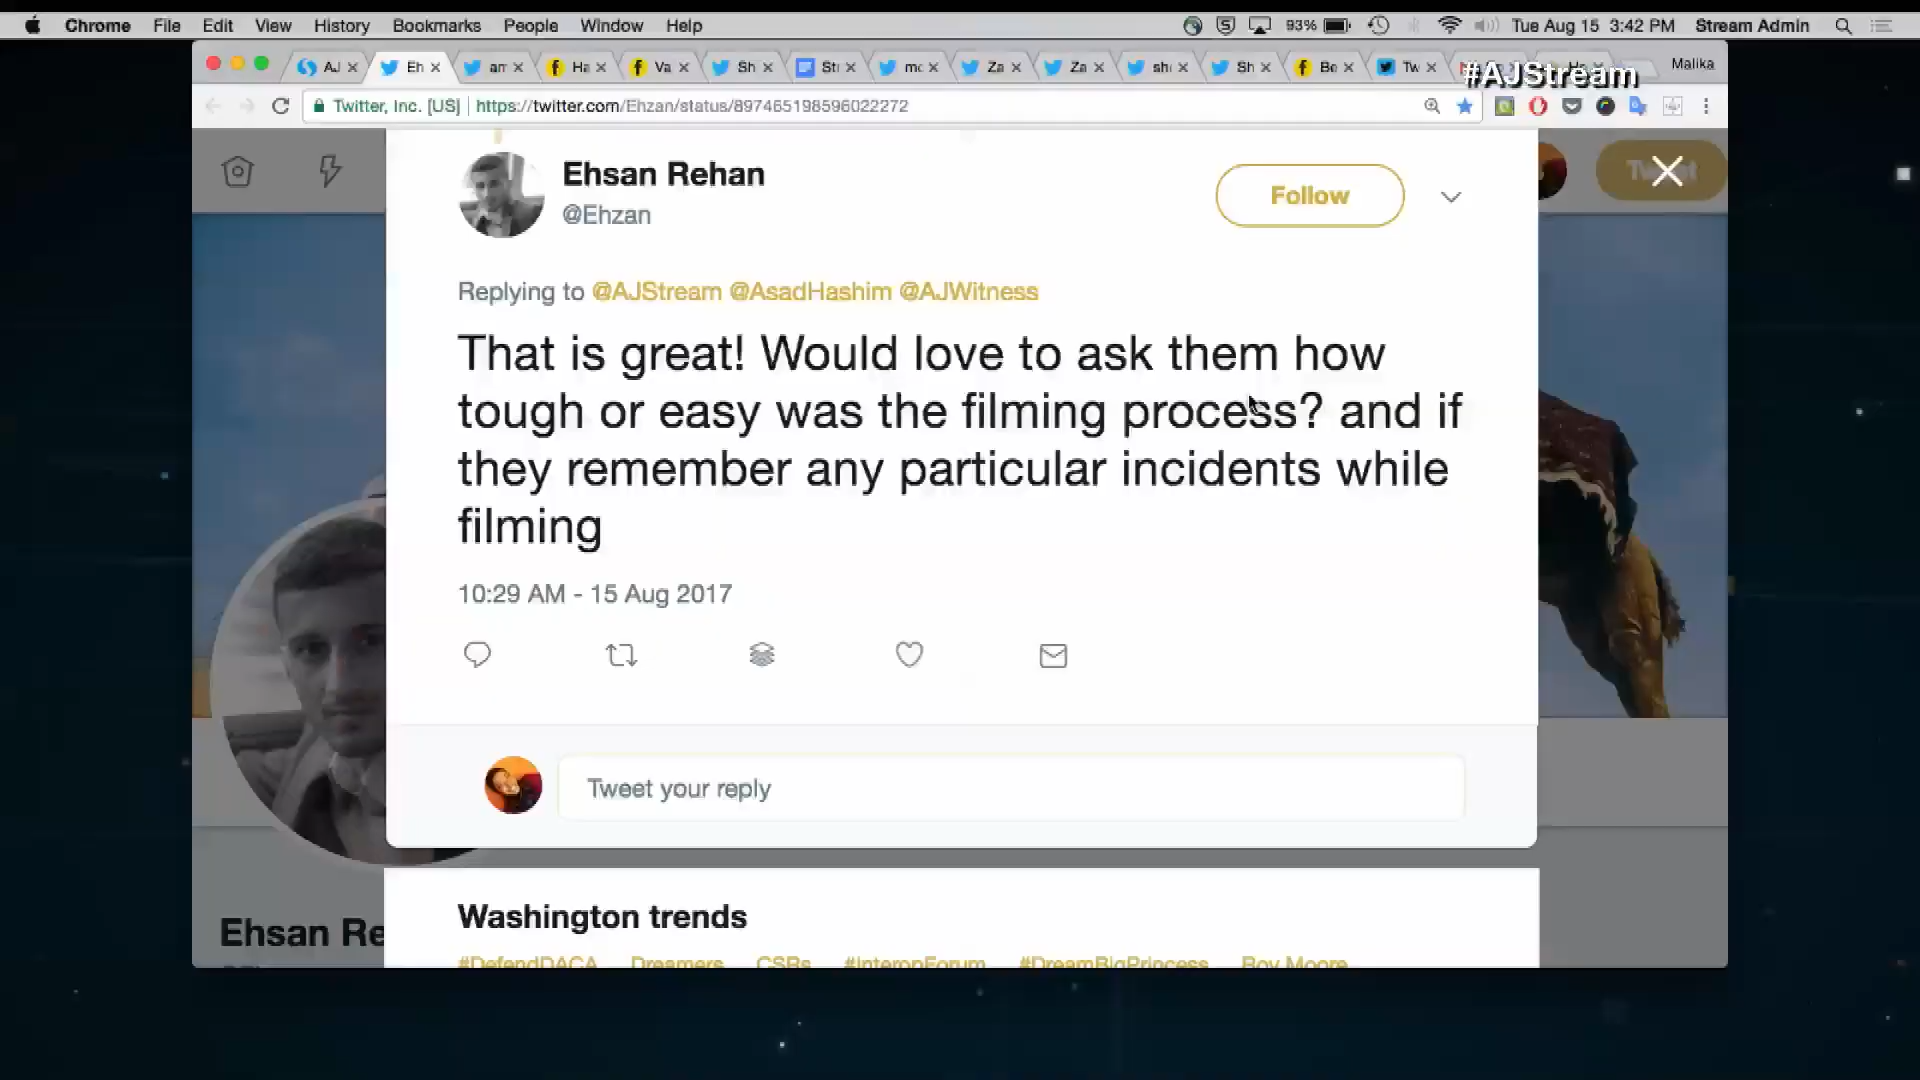 Chrome File Edit View History Bookmarks People Window Help 93% Tue Aug 15 3:42 PM Stream Admin
AJ Eh am Ha Va Sh Str mc Za Za sh Sh Be Tw Malika
#AJStream
Twitter, Inc. [US] https://twitter.com/Ehzan/status/897465198596022272
Ehsan Rehan
@Ehzan
Follow
Replying to @AJStream @AsadHashim @AJWitness
That is great! Would love to ask them how
tough or easy was the filming process? and if
they remember any particular incidents while
filming
10:29 AM - 15 Aug 2017
Tweet your reply
Ehsan Re
Washington trends
#DefendDACA Dreamers CSRs #InteropForum #DreamBigPrincess Roy Moore